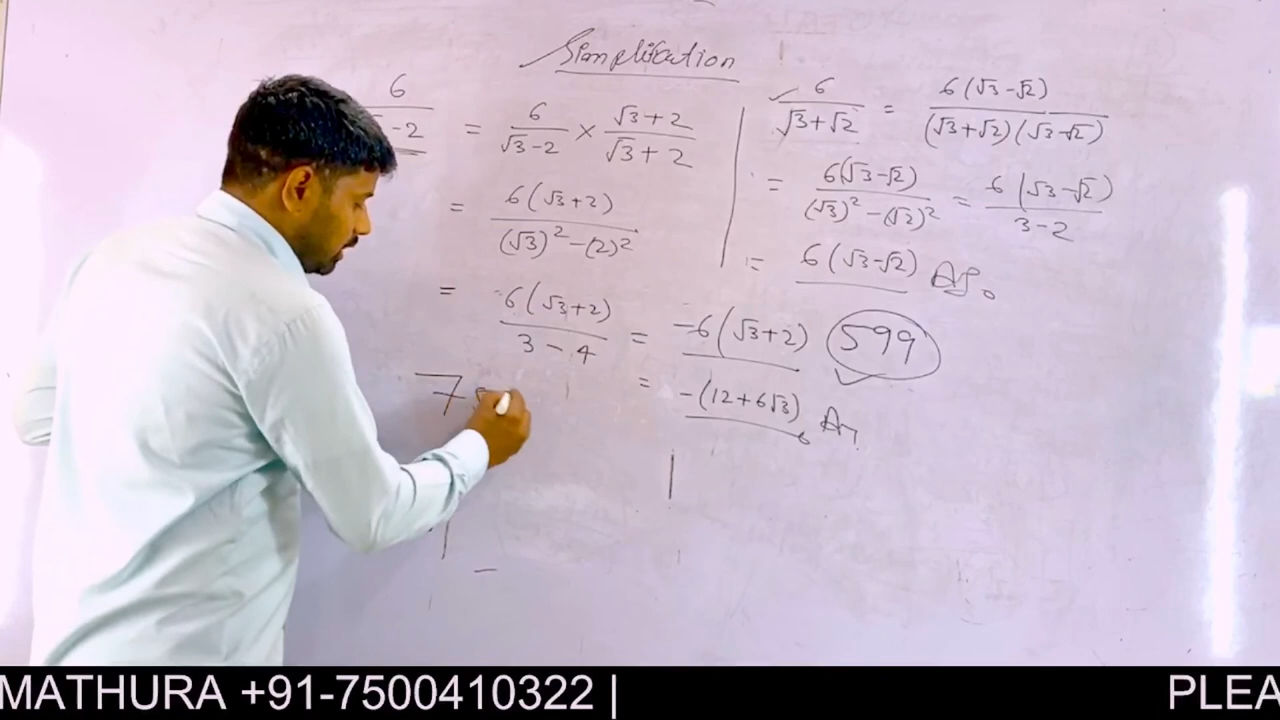 Simplification
6/(-2) = 6/(√3-2) × (√3+2)/(√3+2)
= 6(√3+2)/((√3)²-(2)²)
= 6(√3+2)/(3-4) = -6(√3+2)
= -(12+6√3) An
599
7
6/(√3+√2) = 6(√3-√2)/((√3+√2)(√3-√2))
= 6(√3-√2)/((√3)²-(√2)²) = 6(√3-√2)/(3-2)
= 6(√3-√2)
MATHURA +91-7500410322 |
PLEA